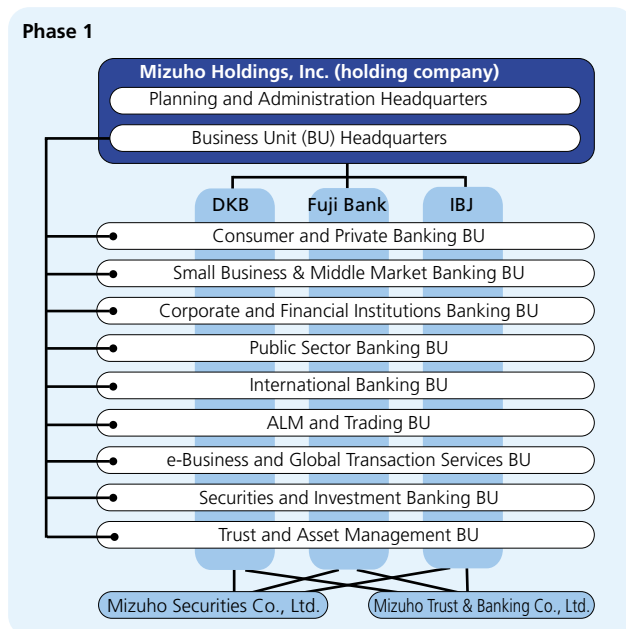 Phase 1
Mizuho Holdings, Inc. (holding company)
Planning and Administration Headquarters
Business Unit (BU) Headquarters
DKB Fuji Bank IBJ
Consumer and Private Banking BU
Small Business & Middle Market Banking BU
Corporate and Financial Institutions Banking BU
Public Sector Banking BU
International Banking BU
ALM and Trading BU
e-Business and Global Transaction Services BU
Securities and Investment Banking BU
Trust and Asset Management BU
Mizuho Securities Co., Ltd. Mizuho Trust & Banking Co., Ltd.